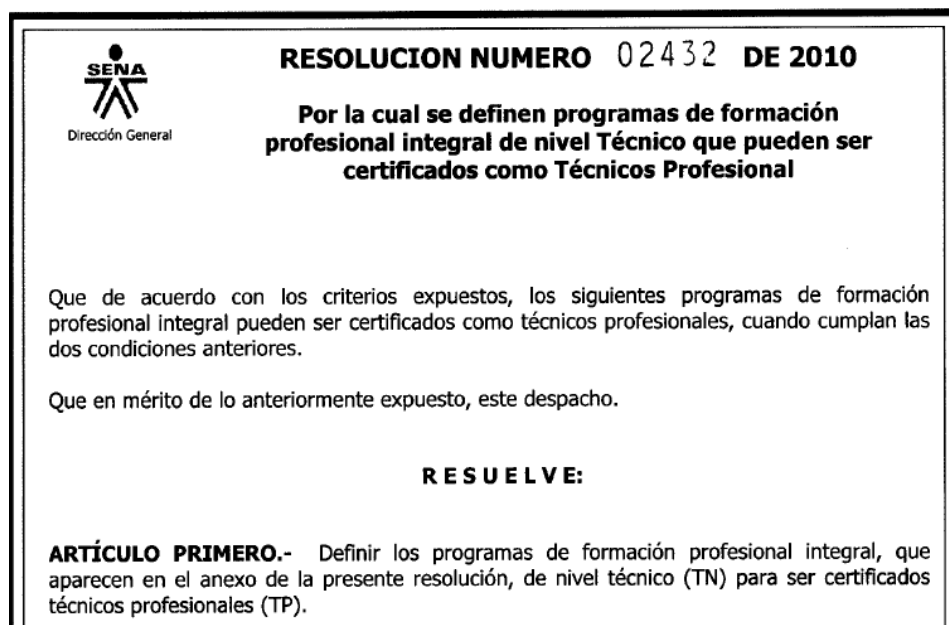 SENA
Dirección General
RESOLUCION NUMERO 02432 DE 2010
Por la cual se definen programas de formación
profesional integral de nivel Técnico que pueden ser
certificados como Técnicos Profesional
Que de acuerdo con los criterios expuestos, los siguientes programas de formación
profesional integral pueden ser certificados como técnicos profesionales, cuando cumplan las
dos condiciones anteriores.
Que en mérito de lo anteriormente expuesto, este despacho.
R E S U E L V E:
ARTÍCULO PRIMERO.- Definir los programas de formación profesional integral, que
aparecen en el anexo de la presente resolución, de nivel técnico (TN) para ser certificados
técnicos profesionales (TP).